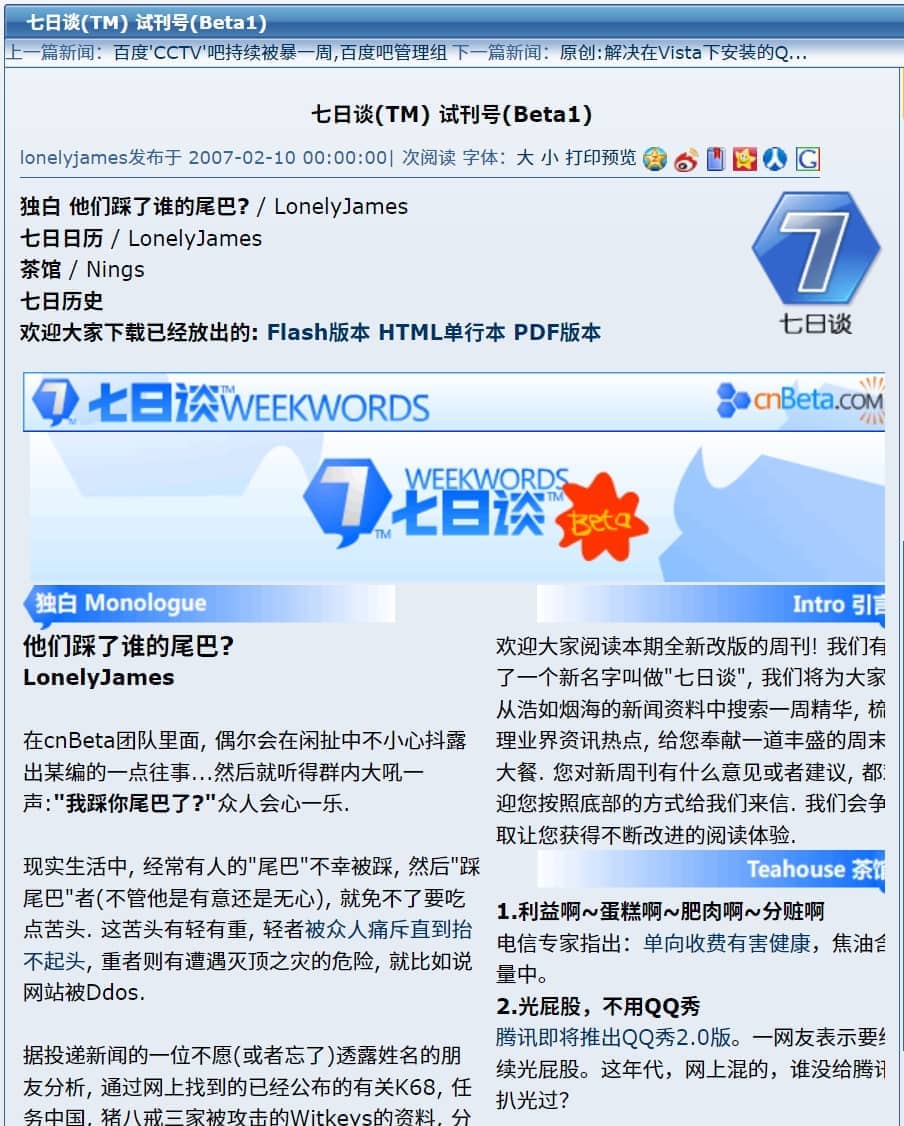 七日谈(TM) 试刊号(Beta1)
上一篇新闻：百度'CCTV'吧持续被暴一周,百度吧管理组 下一篇新闻：原创:解决在Vista下安装的Q...
七日谈(TM) 试刊号(Beta1)
lonelyjames发布于 2007-02-10 00:00:00| 次阅读 字体：大 小 打印预览
独白 他们踩了谁的尾巴? / LonelyJames
七日日历 / LonelyJames
茶馆 / Nings
七日历史
欢迎大家下载已经放出的: Flash版本 HTML单行本 PDF版本
7
七日谈
7 TM 七日谈TM WEEKWORDS
cnBeta.COM
7 TM WEEKWORDS
七日谈TM
Beta
独白 Monologue
他们踩了谁的尾巴?
LonelyJames
在cnBeta团队里面, 偶尔会在闲扯中不小心抖露
出某编的一点往事...然后就听得群内大吼一
声:"我踩你尾巴了?"众人会心一乐.
现实生活中, 经常有人的"尾巴"不幸被踩, 然后"踩
尾巴"者(不管他是有意还是无心), 就免不了要吃
点苦头. 这苦头有轻有重, 轻者被众人痛斥直到抬
不起头, 重者则有遭遇灭顶之灾的危险, 就比如说
网站被Ddos.
据投递新闻的一位不愿(或者忘了)透露姓名的朋
友分析, 通过网上找到的已经公布的有关K68, 任
务中国, 猪八戒三家被攻击的Witkeys的资料, 分
Intro 引言
欢迎大家阅读本期全新改版的周刊! 我们有
了一个新名字叫做"七日谈", 我们将为大家
从浩如烟海的新闻资料中搜索一周精华, 梳
理业界资讯热点, 给您奉献一道丰盛的周末
大餐. 您对新周刊有什么意见或者建议, 都
迎您按照底部的方式给我们来信. 我们会争
取让您获得不断改进的阅读体验.
Teahouse 茶馆
1.利益啊~蛋糕啊~肥肉啊~分赃啊
电信专家指出：单向收费有害健康，焦油含
量中。
2.光屁股，不用QQ秀
腾讯即将推出QQ秀2.0版。一网友表示要继
续光屁股。这年代，网上混的，谁没给腾讯
扒光过?